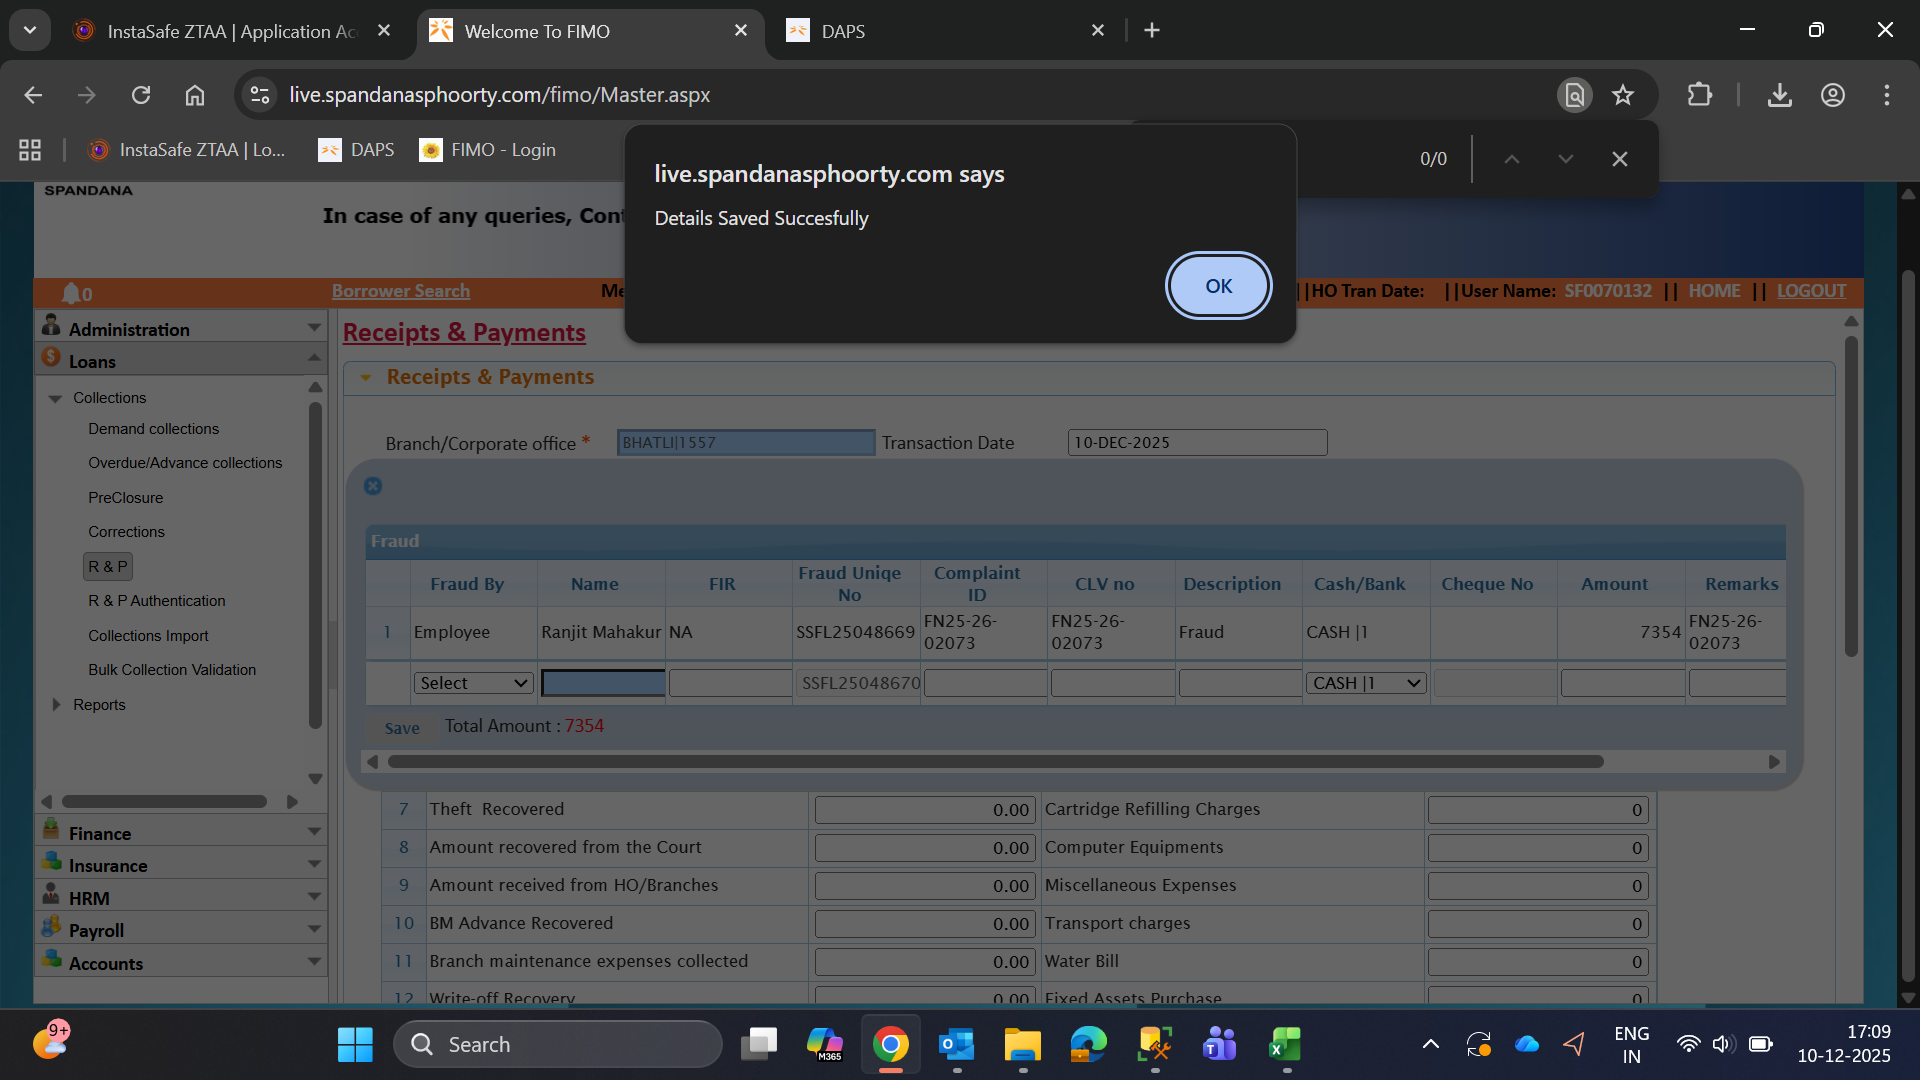 InstaSafe ZTAA | Application Acc
Welcome To FIMO
DAPS
live.spandanasphoorty.com/fimo/Master.aspx
InstaSafe ZTAA | Lo...
DAPS
FIMO - Login
0/0
live.spandanasphoorty.com says
Details Saved Succesfully
OK
SPANDANA
In case of any queries,
0
Borrower Search
||HO Tran Date:
||User Name: SF0070132 || HOME || LOGOUT
Administration
Loans
Collections
Demand collections
Overdue/Advance collections
PreClosure
Corrections
R & P
R & P Authentication
Collections Import
Bulk Collection Validation
Reports
Finance
Insurance
HRM
Payroll
Accounts
Receipts & Payments
Receipts & Payments
Branch/Corporate office * BHATLI|1557 Transaction Date 10-DEC-2025
Fraud
Fraud By Name FIR Fraud Uniqe No Complaint ID CLV no Description Cash/Bank Cheque No Amount Remarks
1 Employee Ranjit Mahakur NA SSFL25048669 FN25-26-02073 FN25-26-02073 Fraud CASH |1 7354 FN25-26-02073
Select SSFL25048670 CASH |1
Save Total Amount : 7354
7 Theft Recovered 0.00 Cartridge Refilling Charges 0
8 Amount recovered from the Court 0.00 Computer Equipments 0
9 Amount received from HO/Branches 0.00 Miscellaneous Expenses 0
10 BM Advance Recovered 0.00 Transport charges 0
11 Branch maintenance expenses collected 0.00 Water Bill 0
12 Write-off Recovery 0.00 Fixed Assets Purchase 0
9+
Search
M365
ENG
IN
17:09
10-12-2025